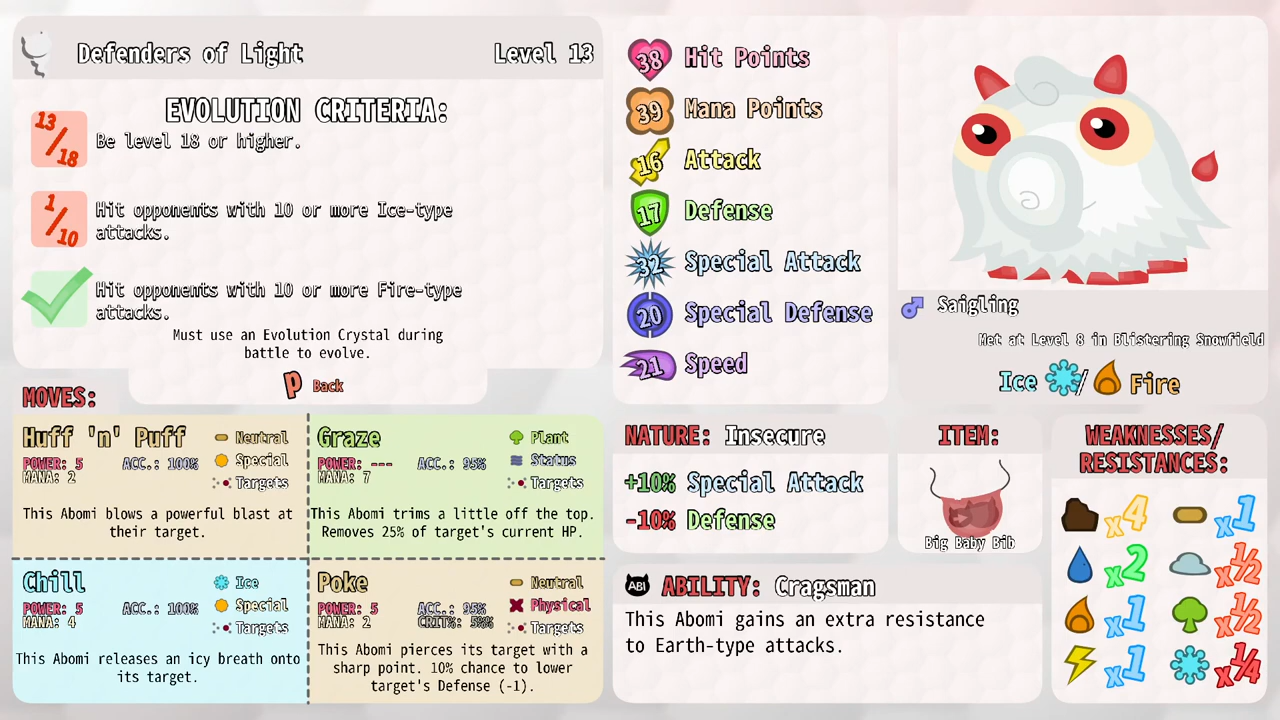 Defenders of Light
Level 13
EVOLUTION CRITERIA:
13/18
Be level 18 or higher.
1/10
Hit opponents with 10 or more Ice-type
attacks.
Hit opponents with 10 or more Fire-type
attacks.
Must use an Evolution Crystal during
battle to evolve.
P Back
38 Hit Points
39 Mana Points
16 Attack
17 Defense
32 Special Attack
20 Special Defense
21 Speed
Saigling
Met at Level 8 in Blistering Snowfield
Ice / Fire
MOVES:
Huff 'n' Puff
POWER: 5 ACC.: 100%
MANA: 2
Neutral
Special
Targets
This Abomi blows a powerful blast at
their target.
Graze
POWER: --- ACC.: 95%
MANA: 7
Plant
Status
Targets
This Abomi trims a little off the top.
Removes 25% of target's current HP.
Chill
POWER: 5 ACC.: 100%
MANA: 4
Ice
Special
Targets
This Abomi releases an icy breath onto
its target.
Poke
POWER: 5 ACC.: 95%
MANA: 2 CRIT%: 5%
Neutral
Physical
Targets
This Abomi pierces its target with a
sharp point. 10% chance to lower
target's Defense (-1).
NATURE: Insecure
+10% Special Attack
-10% Defense
ITEM:
Big Baby Bib
ABI ABILITY: Cragsman
This Abomi gains an extra resistance
to Earth-type attacks.
WEAKNESSES/
RESISTANCES:
x4 x1
x2 x½
x1 x½
x1 x¼